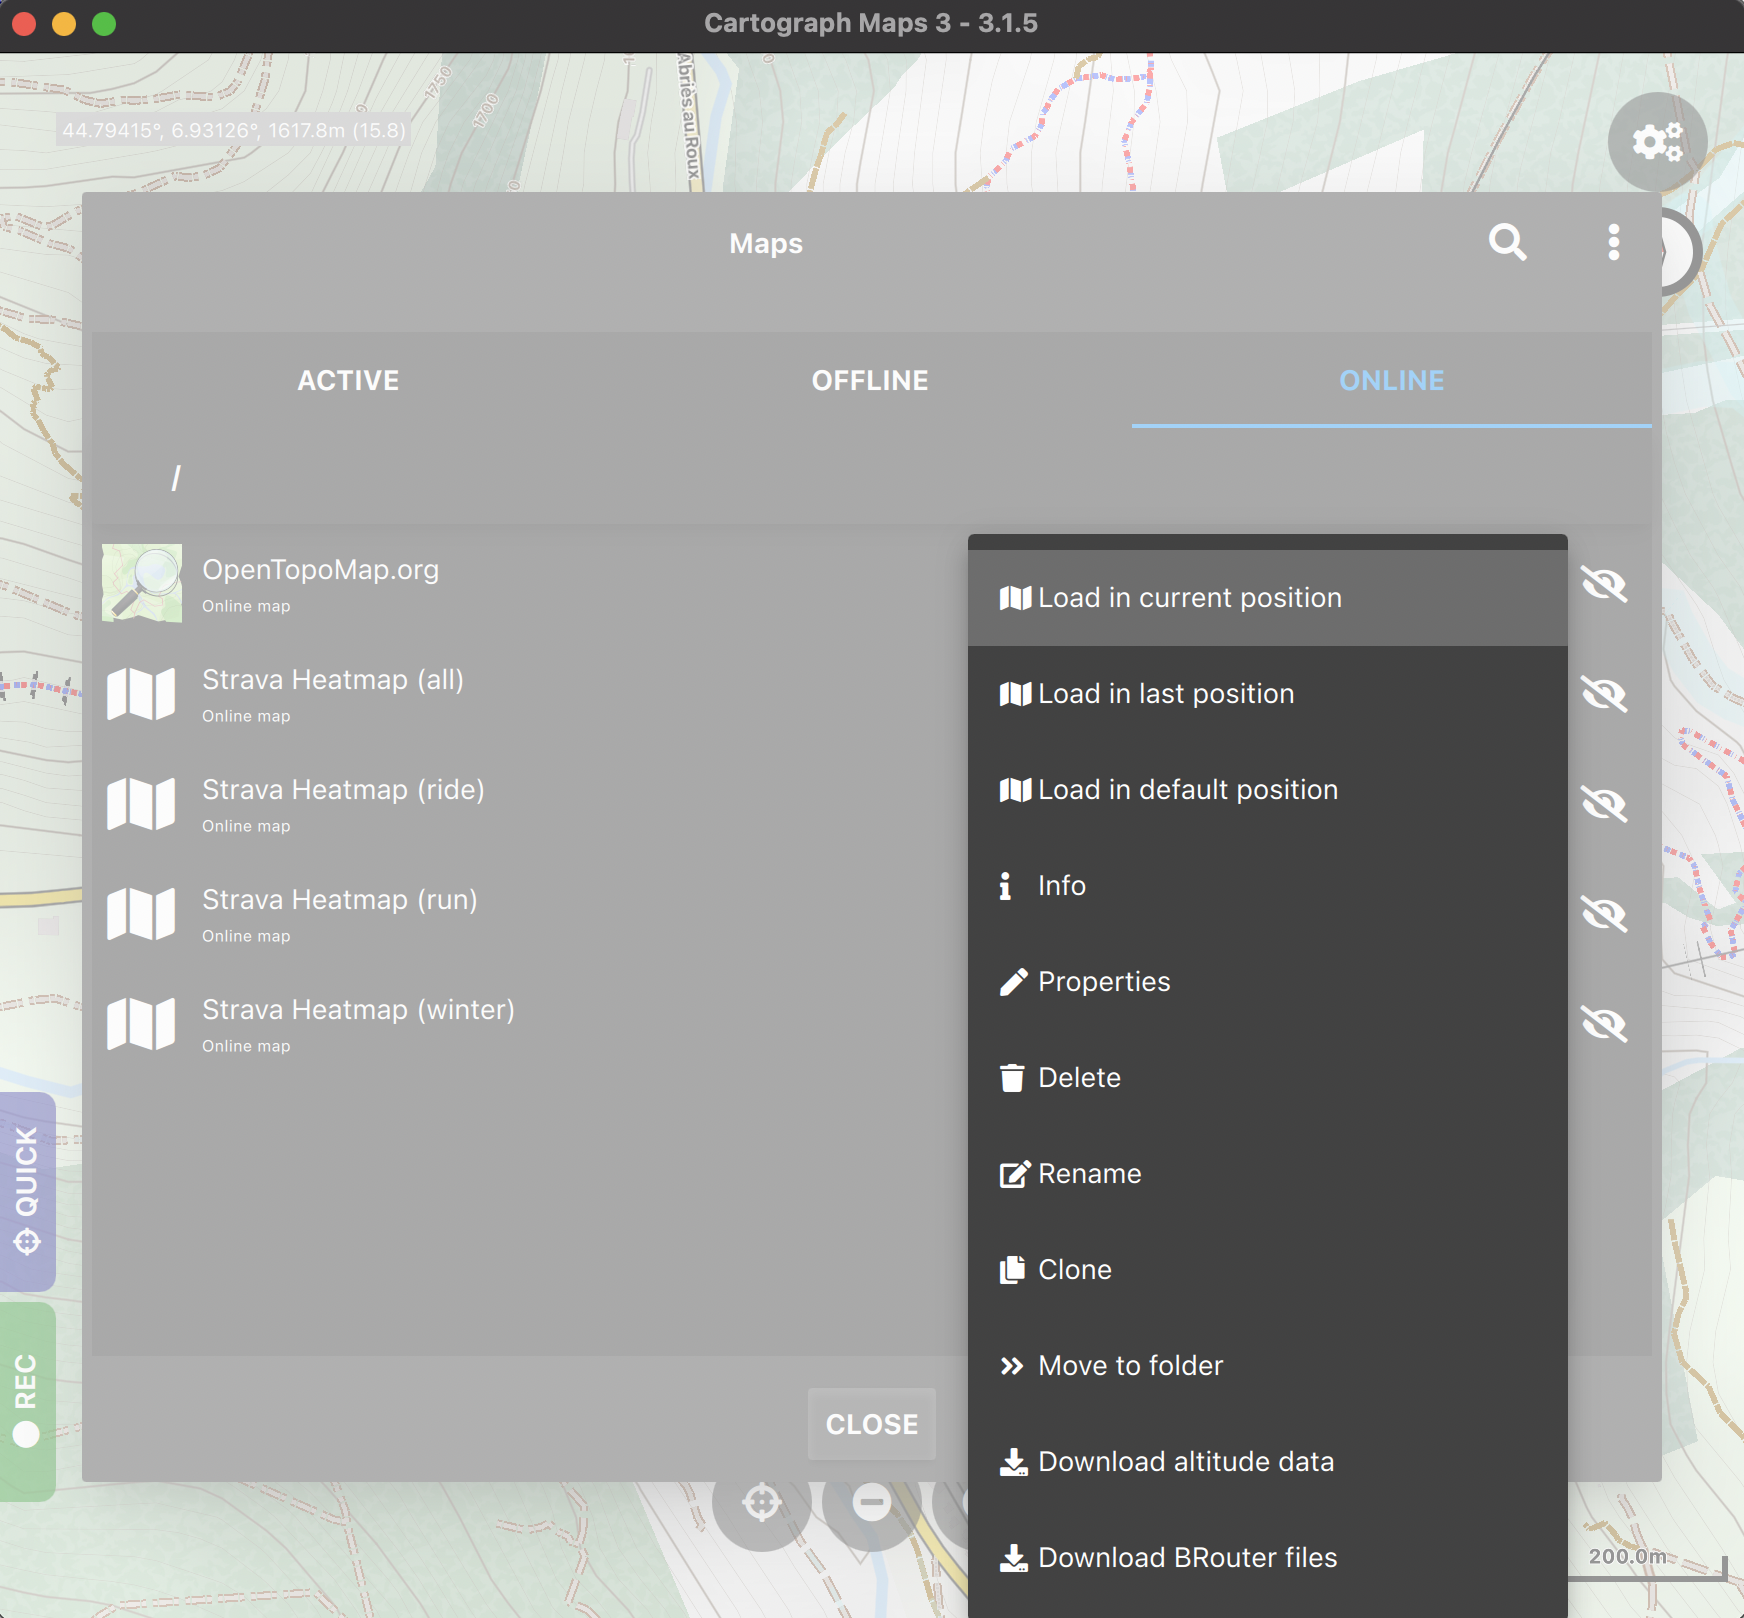 Cartograph Maps 3 - 3.1.5
1750
1700
Abriès.au.Roux
44.79415°, 6.93126°, 1617.8m (15.8)
Maps
ACTIVE
OFFLINE
ONLINE
/
OpenTopoMap.org
Online map
Strava Heatmap (all)
Online map
Strava Heatmap (ride)
Online map
Strava Heatmap (run)
Online map
Strava Heatmap (winter)
Online map
Load in current position
Load in last position
Load in default position
Info
Properties
Delete
Rename
Clone
Move to folder
Download altitude data
Download BRouter files
QUICK
REC
CLOSE
200.0m